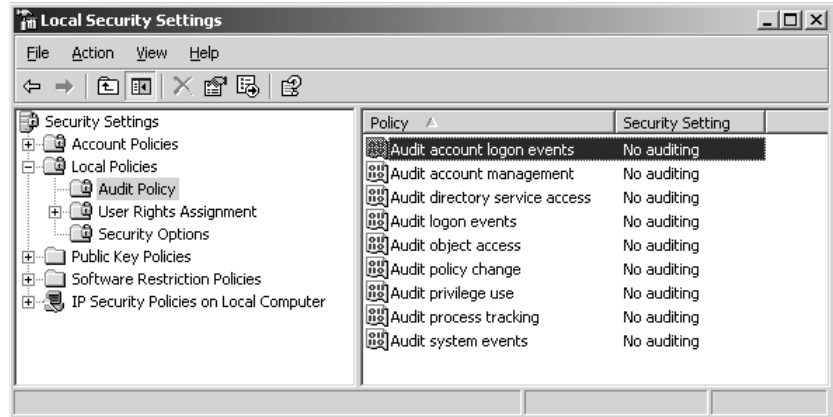 Local Security Settings
File Action View Help
Security Settings
Account Policies
Local Policies
Audit Policy
User Rights Assignment
Security Options
Public Key Policies
Software Restriction Policies
IP Security Policies on Local Computer
Policy Security Setting
Audit account logon events No auditing
Audit account management No auditing
Audit directory service access No auditing
Audit logon events No auditing
Audit object access No auditing
Audit policy change No auditing
Audit privilege use No auditing
Audit process tracking No auditing
Audit system events No auditing